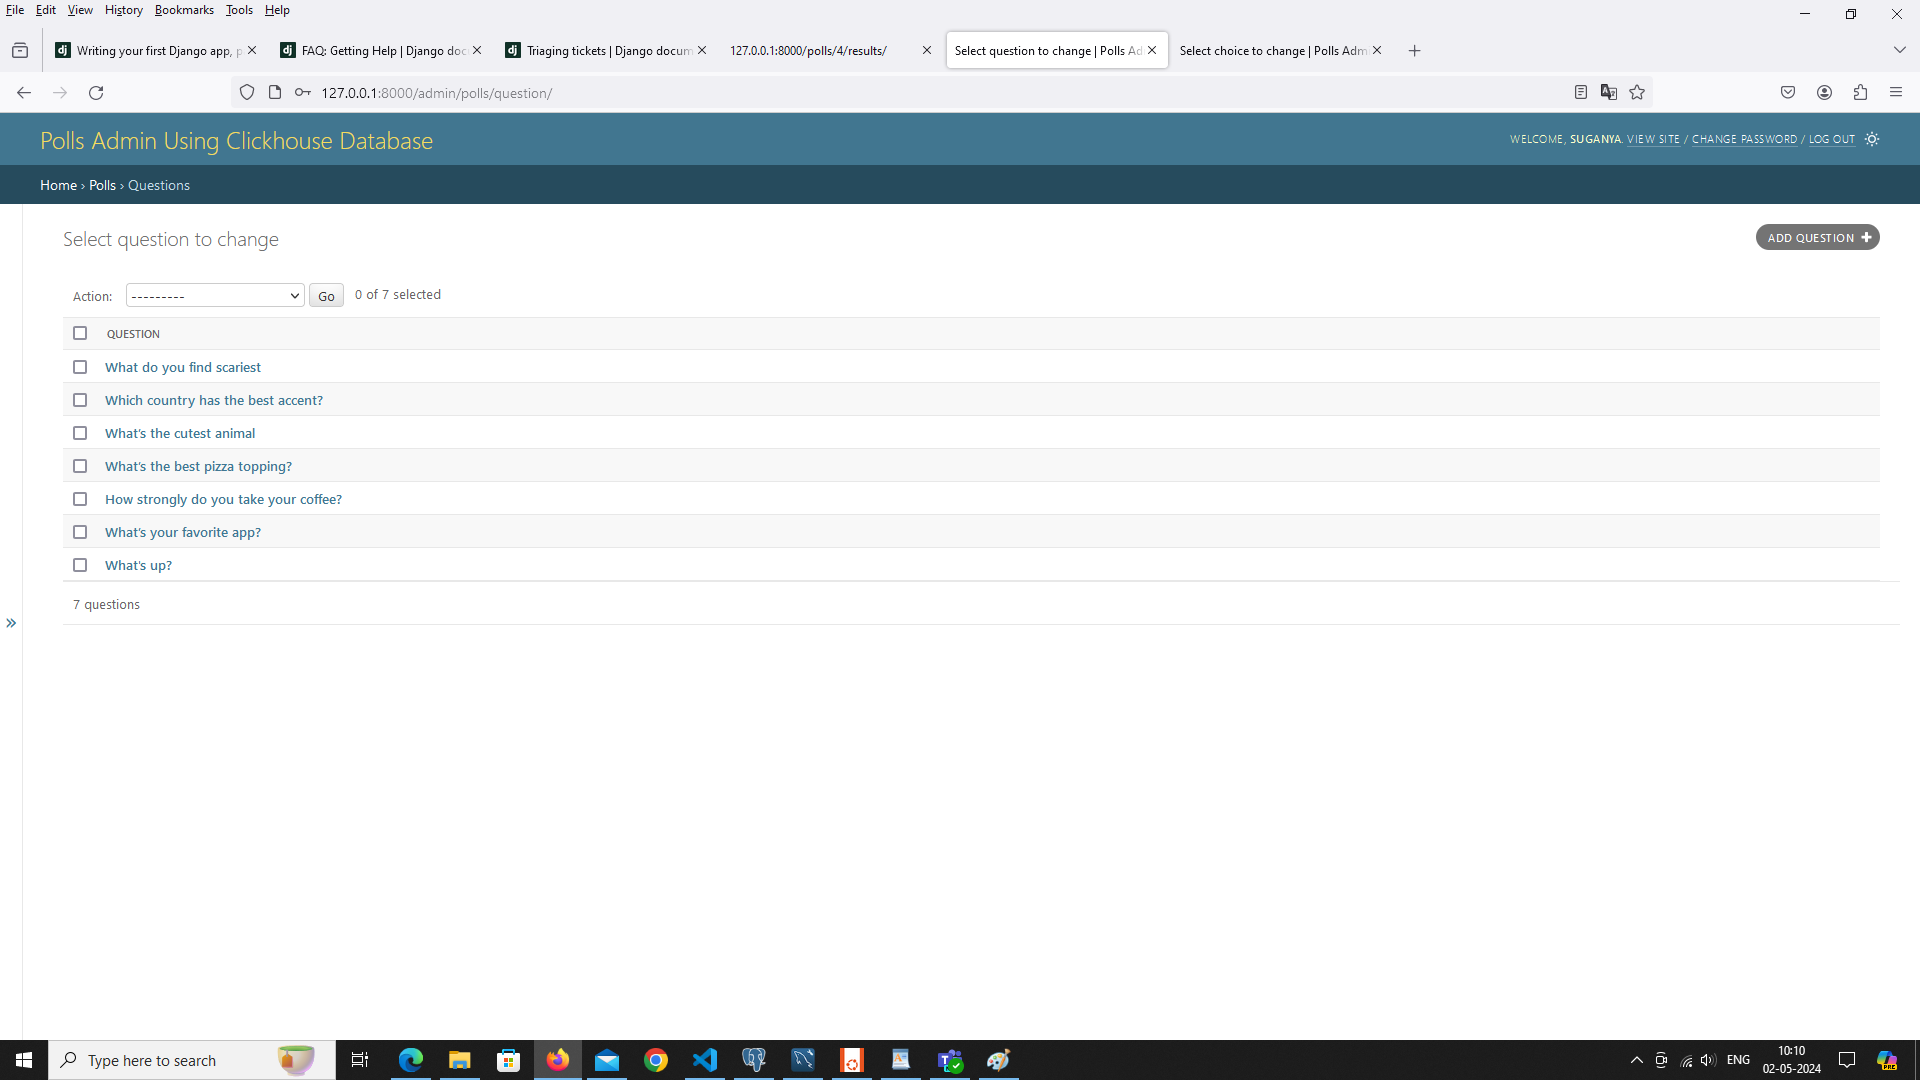 File Edit View History Bookmarks Tools Help
Writing your first Django app, p
FAQ: Getting Help | Django doc
Triaging tickets | Django docum
127.0.0.1:8000/polls/4/results/
Select question to change | Polls Ad
Select choice to change | Polls Adm
127.0.0.1:8000/admin/polls/question/
Polls Admin Using Clickhouse Database
WELCOME, SUGANYA. VIEW SITE / CHANGE PASSWORD / LOG OUT
Home › Polls › Questions
Select question to change
ADD QUESTION +
Action: --------- Go 0 of 7 selected
QUESTION
What do you find scariest
Which country has the best accent?
What's the cutest animal
What's the best pizza topping?
How strongly do you take your coffee?
What's your favorite app?
What's up?
7 questions
»
Type here to search
ENG
10:10
02-05-2024